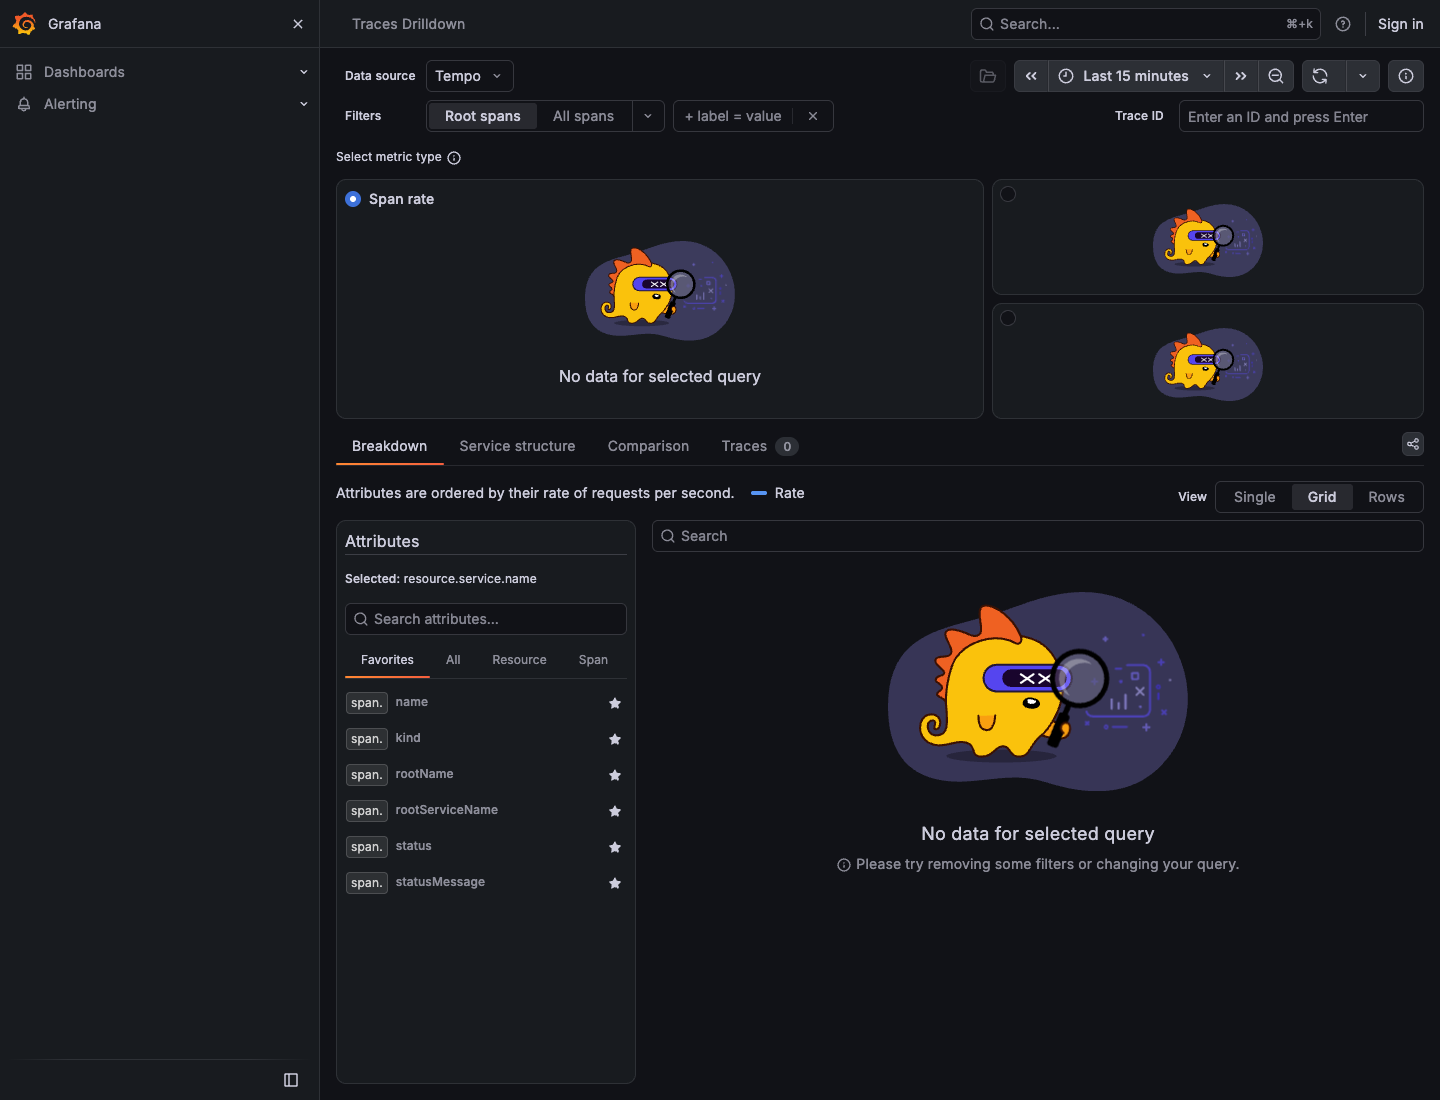 Grafana
Traces Drilldown
Search...
⌘+k
Sign in
Dashboards
Alerting
Data source
Tempo
Last 15 minutes
Filters
Root spans
All spans
+ label = value
Trace ID
Enter an ID and press Enter
Select metric type
Span rate
No data for selected query
Breakdown
Service structure
Comparison
Traces
0
Attributes are ordered by their rate of requests per second.
Rate
View
Single
Grid
Rows
Attributes
Selected: resource.service.name
Search attributes...
Favorites
All
Resource
Span
span. name
span. kind
span. rootName
span. rootServiceName
span. status
span. statusMessage
Search
No data for selected query
Please try removing some filters or changing your query.